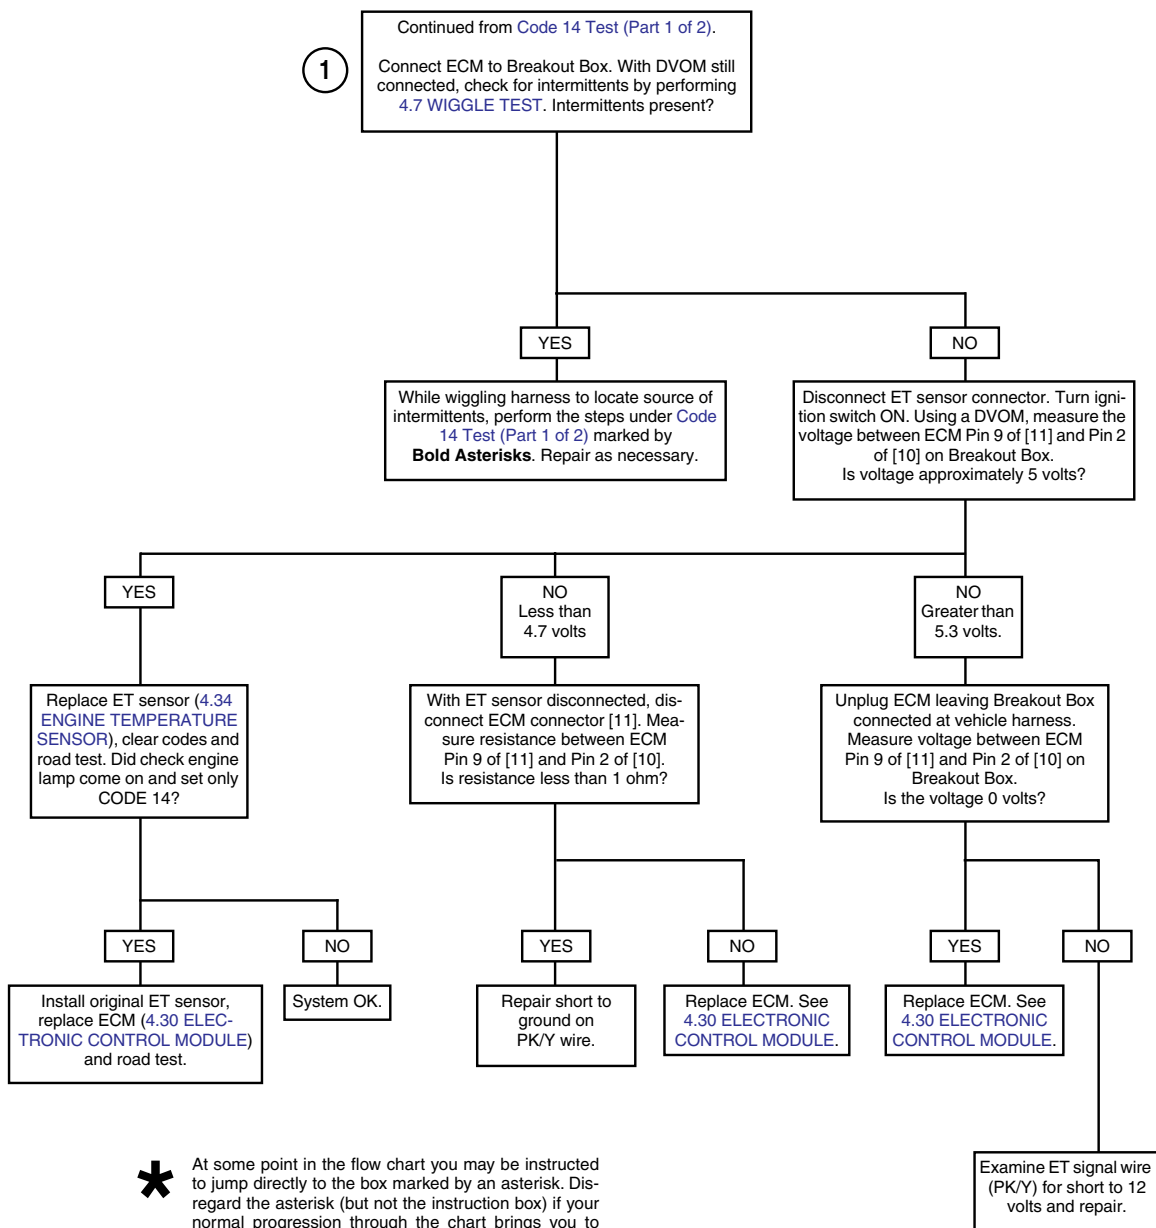 Continued from Code 14 Test (Part 1 of 2).
1
Connect ECM to Breakout Box. With DVOM still
connected, check for intermittents by performing
4.7 WIGGLE TEST. Intermittents present?
YES
NO
While wiggling harness to locate source of
intermittents, perform the steps under Code
14 Test (Part 1 of 2) marked by
Bold Asterisks. Repair as necessary.
Disconnect ET sensor connector. Turn igni-
tion switch ON. Using a DVOM, measure the
voltage between ECM Pin 9 of [11] and Pin 2
of [10] on Breakout Box.
Is voltage approximately 5 volts?
YES
NO
Less than
4.7 volts
NO
Greater than
5.3 volts.
Replace ET sensor (4.34
ENGINE TEMPERATURE
SENSOR), clear codes and
road test. Did check engine
lamp come on and set only
CODE 14?
With ET sensor disconnected, dis-
connect ECM connector [11]. Mea-
sure resistance between ECM
Pin 9 of [11] and Pin 2 of [10].
Is resistance less than 1 ohm?
Unplug ECM leaving Breakout Box
connected at vehicle harness.
Measure voltage between ECM
Pin 9 of [11] and Pin 2 of [10] on
Breakout Box.
Is the voltage 0 volts?
YES
NO
YES
NO
YES
NO
Install original ET sensor,
replace ECM (4.30 ELEC-
TRONIC CONTROL MODULE)
and road test.
System OK.
Repair short to
ground on
PK/Y wire.
Replace ECM. See
4.30 ELECTRONIC
CONTROL MODULE.
Replace ECM. See
4.30 ELECTRONIC
CONTROL MODULE.
Examine ET signal wire
(PK/Y) for short to 12
volts and repair.
* At some point in the flow chart you may be instructed
to jump directly to the box marked by an asterisk. Dis-
regard the asterisk (but not the instruction box) if your
normal progression through the chart brings you to